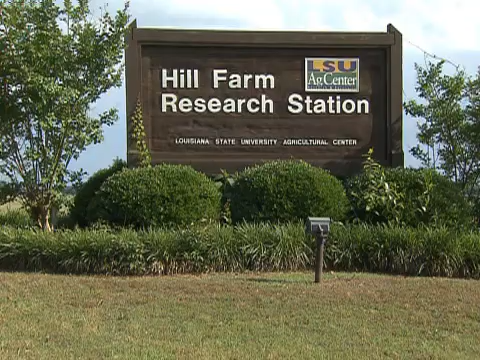 LSU
AgCenter
Hill Farm
Research Station
LOUISIANA STATE UNIVERSITY AGRICULTURAL CENTER